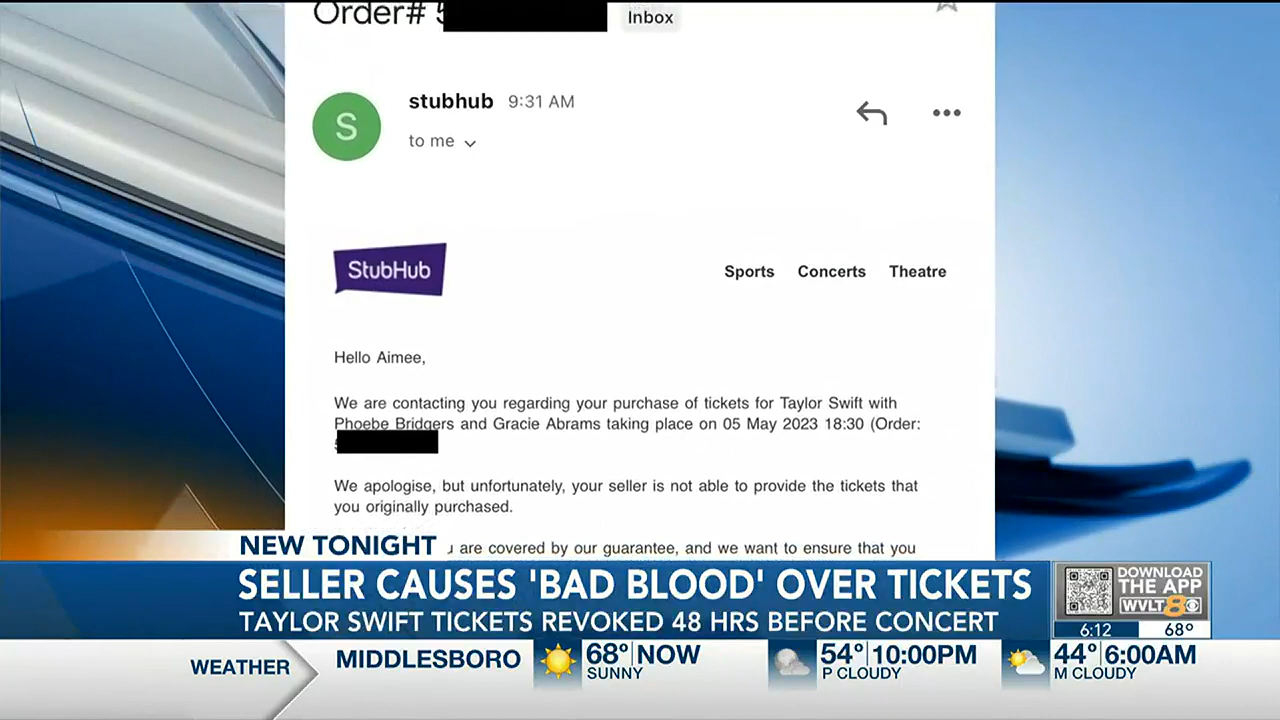 Order# 5
Inbox
S
stubhub 9:31 AM
to me
StubHub
Sports Concerts Theatre
Hello Aimee,
We are contacting you regarding your purchase of tickets for Taylor Swift with
Phoebe Bridgers and Gracie Abrams taking place on 05 May 2023 18:30 (Order:
We apologise, but unfortunately, your seller is not able to provide the tickets that
you originally purchased.
are covered by our guarantee, and we want to ensure that you
NEW TONIGHT
SELLER CAUSES 'BAD BLOOD' OVER TICKETS
TAYLOR SWIFT TICKETS REVOKED 48 HRS BEFORE CONCERT
DOWNLOAD
THE APP
WVLT 8
6:12 68°
WEATHER
MIDDLESBORO
68° NOW
SUNNY
54° 10:00PM
P CLOUDY
44° 6:00AM
M CLOUDY